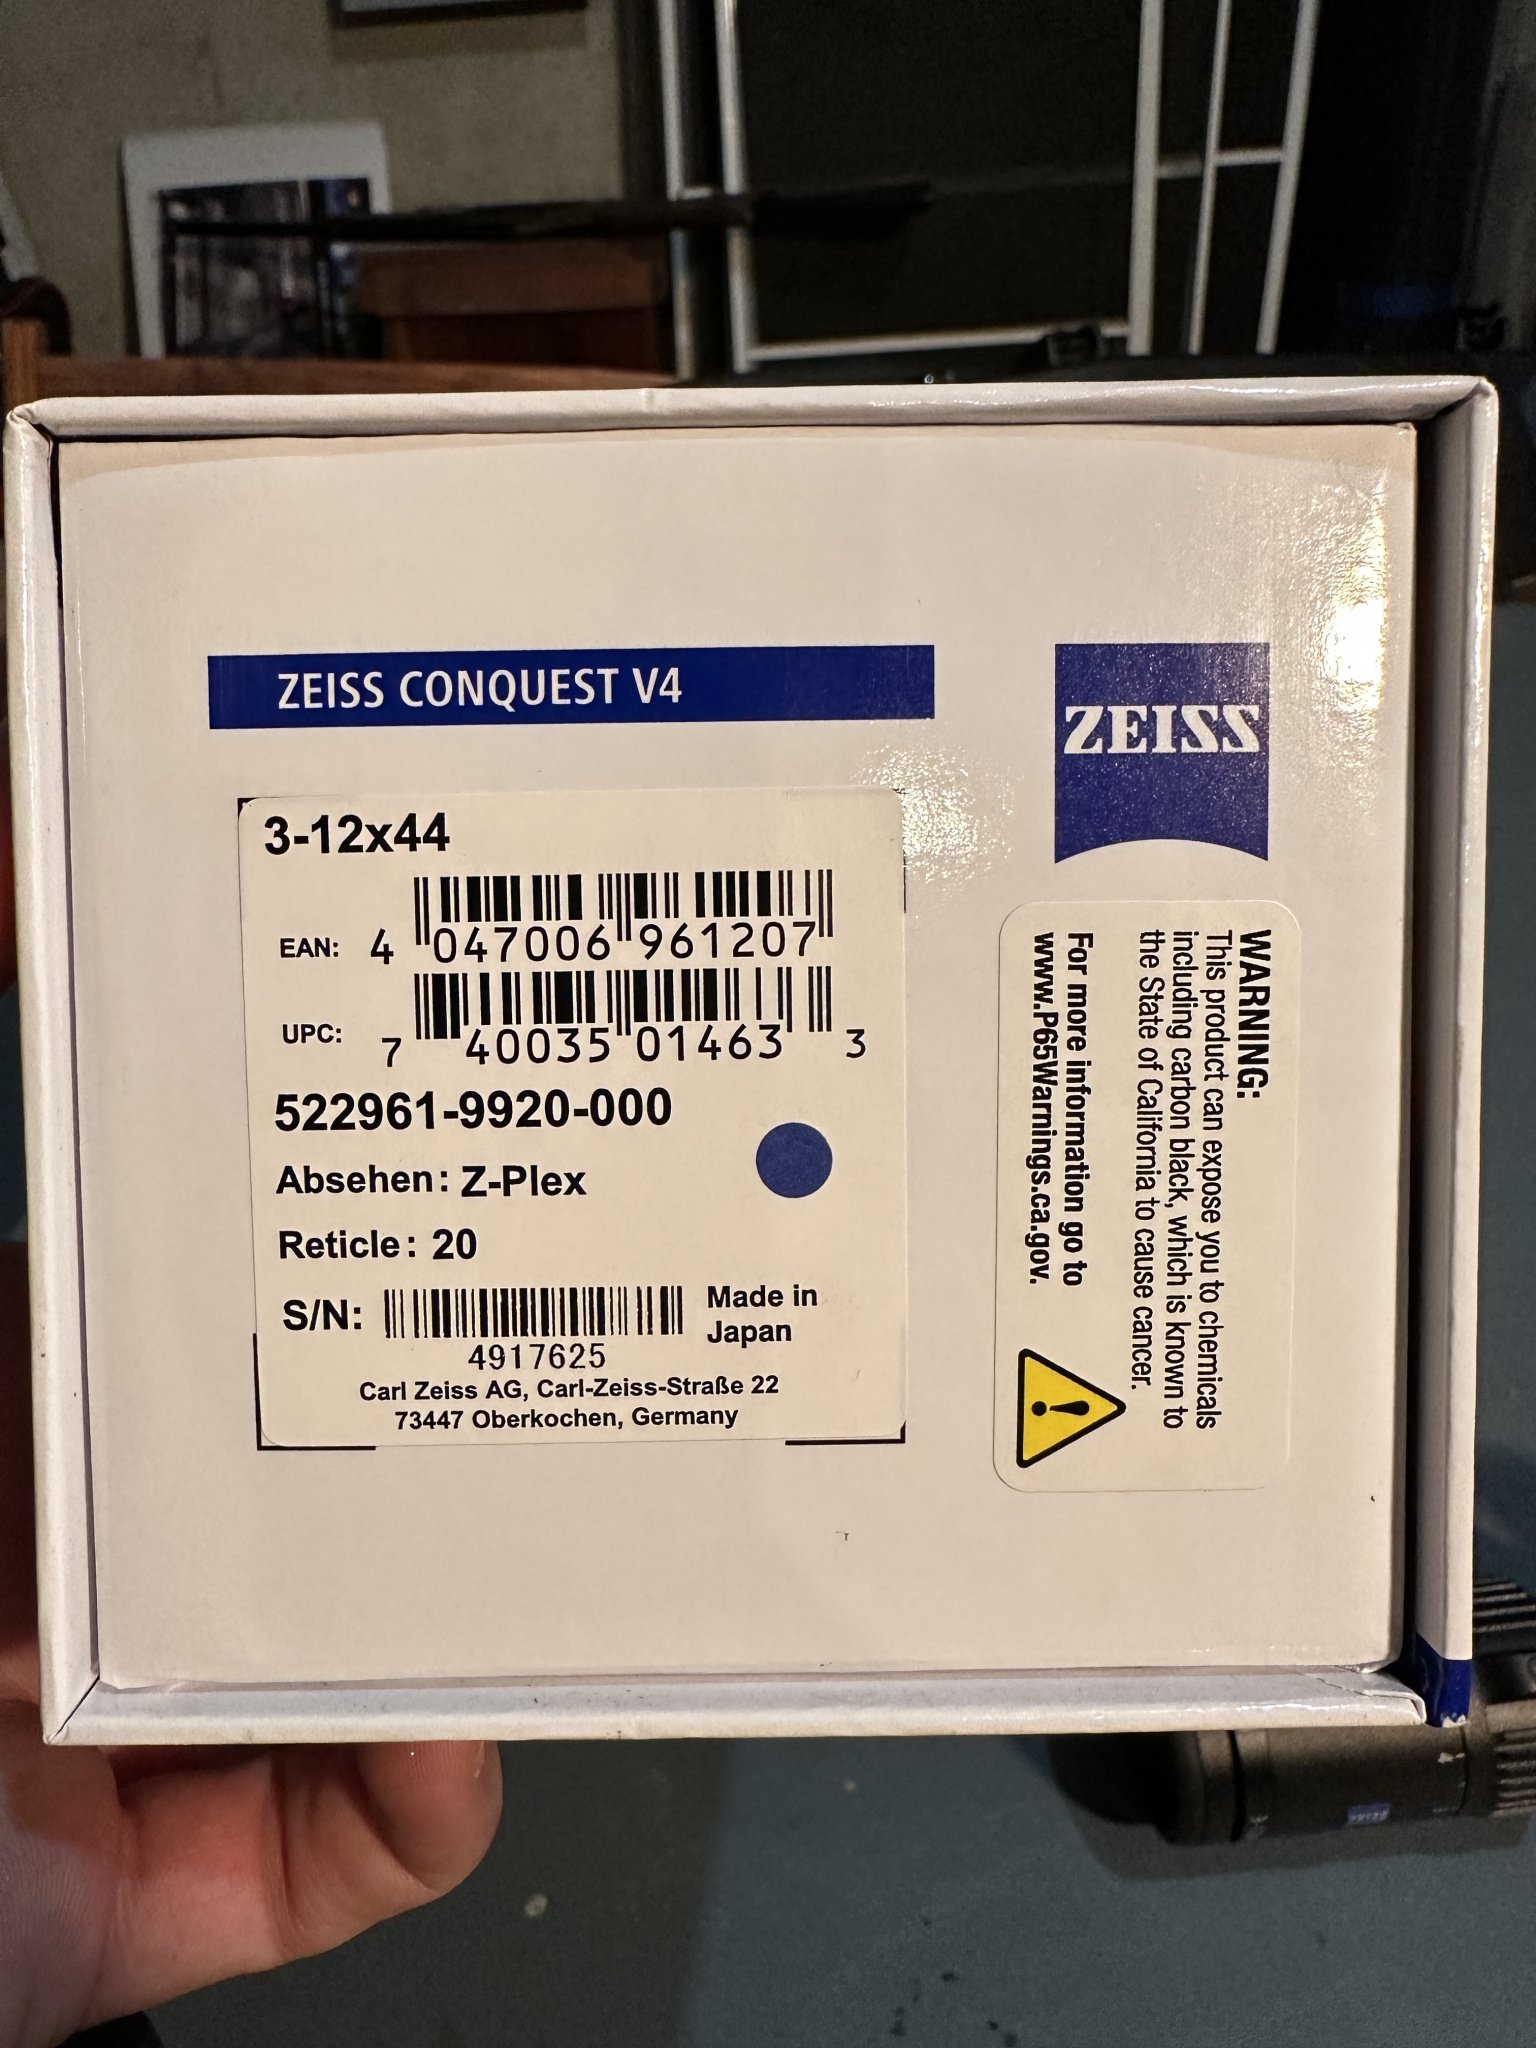 ZEISS CONQUEST V4
ZEISS
3-12x44
EAN: 4 047006 961207
UPC: 7 40035 01463 3
522961-9920-000
Absehen: Z-Plex
Reticle: 20
S/N:
4917625
Made in
Japan
Carl Zeiss AG, Carl-Zeiss-Straße 22
73447 Oberkochen, Germany
WARNING:
This product can expose you to chemicals
including carbon black, which is known to
the State of California to cause cancer.
For more information go to
www.P65Warnings.ca.gov.
ZEISS